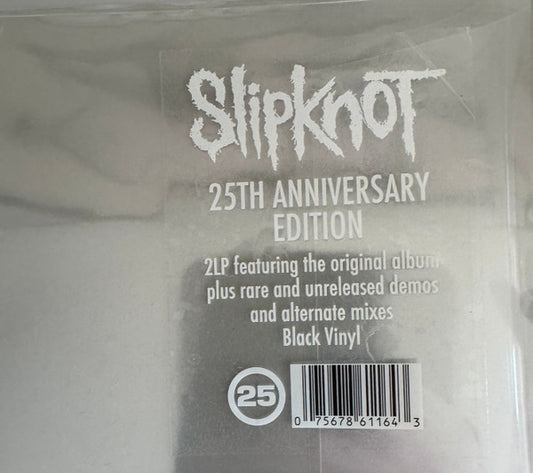 Slipknot
25TH ANNIVERSARY
EDITION
2LP featuring the original album
plus rare and unreleased demos
and alternate mixes
Black Vinyl
25
0 75678 61164 3